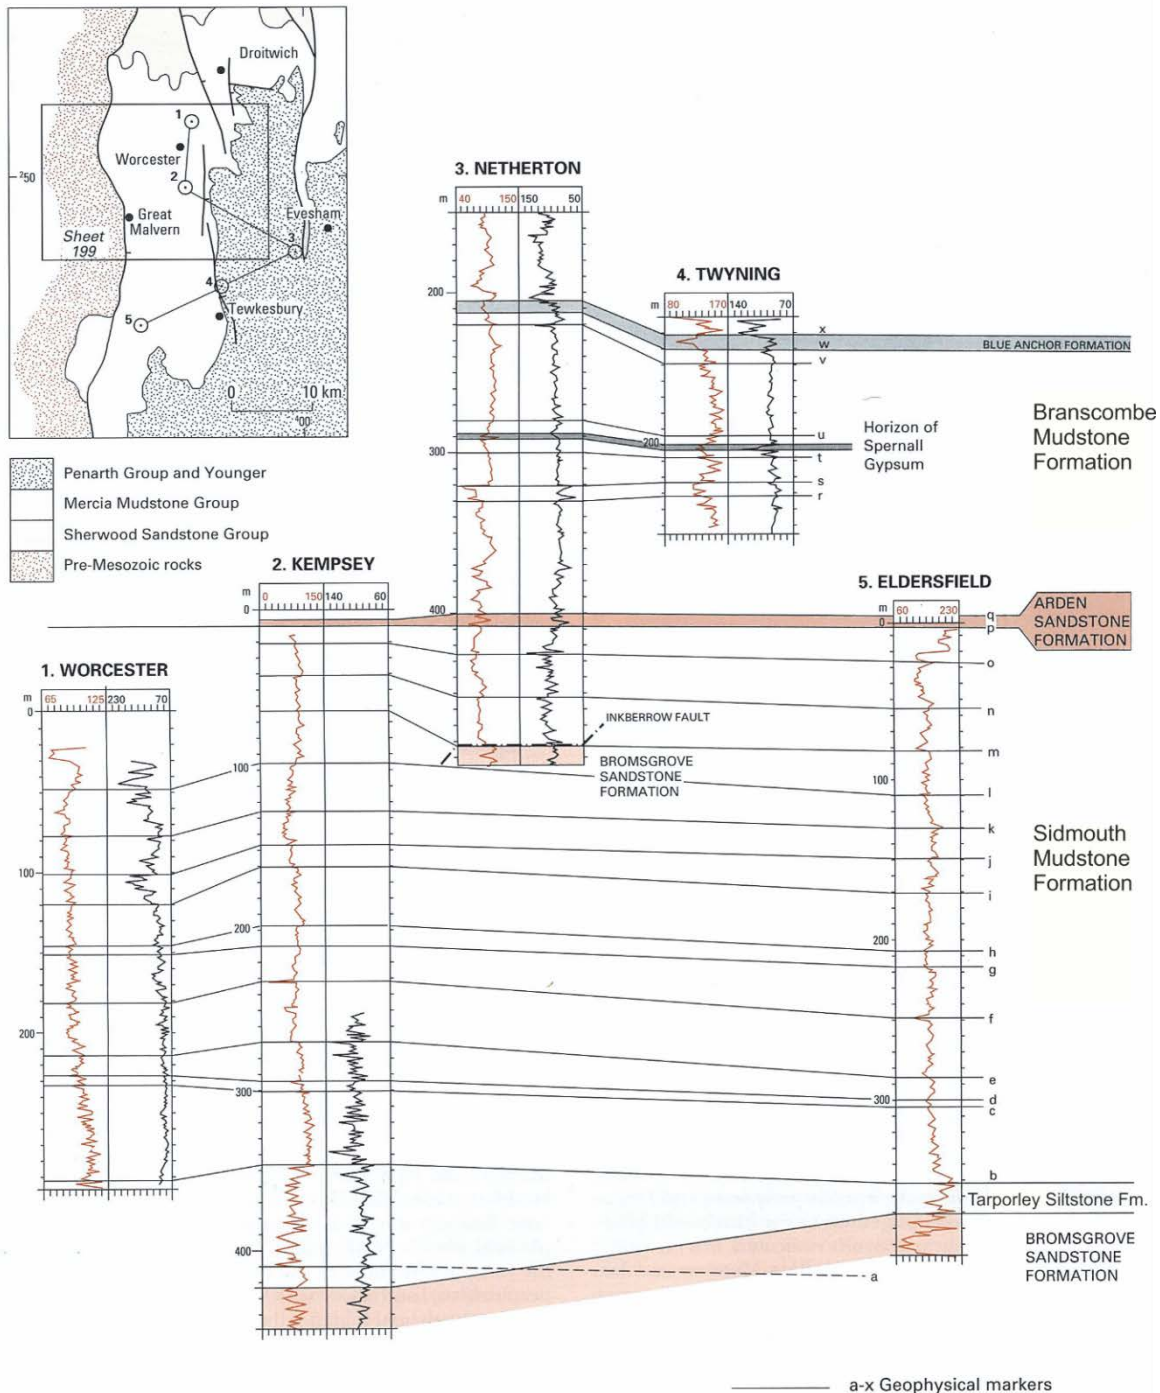 Droitwich
1
Worcester
250
2
Great
Malvern
Evesham
Sheet
199
3
4
5
Tewkesbury
0 10 km
400
Penarth Group and Younger
Mercia Mudstone Group
Sherwood Sandstone Group
Pre-Mesozoic rocks
3. NETHERTON
m 40 150 150 50
200
300
400
4. TWYNING
m 80 170 140 70
200
x
w
v
u
t
s
r
BLUE ANCHOR FORMATION
Horizon of
Spernall
Gypsum
Branscombe
Mudstone
Formation
2. KEMPSEY
m 0 150 140 60
0
100
200
300
400
5. ELDERSFIELD
m 60 230
0
100
200
300
q
p
ARDEN
SANDSTONE
FORMATION
o
n
m
l
k
j
i
h
g
f
e
d
c
b
1. WORCESTER
m 65 125 230 70
0
100
200
INKBERROW FAULT
BROMSGROVE
SANDSTONE
FORMATION
Sidmouth
Mudstone
Formation
Tarporley Siltstone Fm.
BROMSGROVE
SANDSTONE
FORMATION
a
a-x Geophysical markers